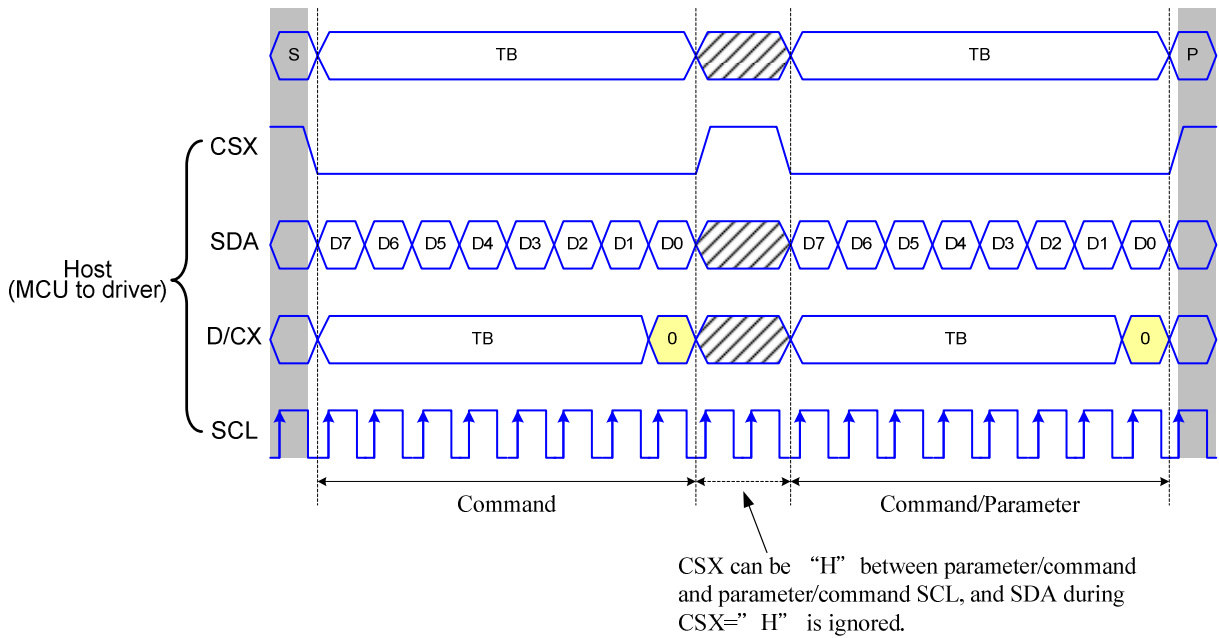 S TB TB P
CSX
SDA D7 D6 D5 D4 D3 D2 D1 D0 D7 D6 D5 D4 D3 D2 D1 D0
Host
(MCU to driver)
D/CX TB 0 TB 0
SCL
Command Command/Parameter
CSX can be “H” between parameter/command
and parameter/command SCL, and SDA during
CSX=”H” is ignored.